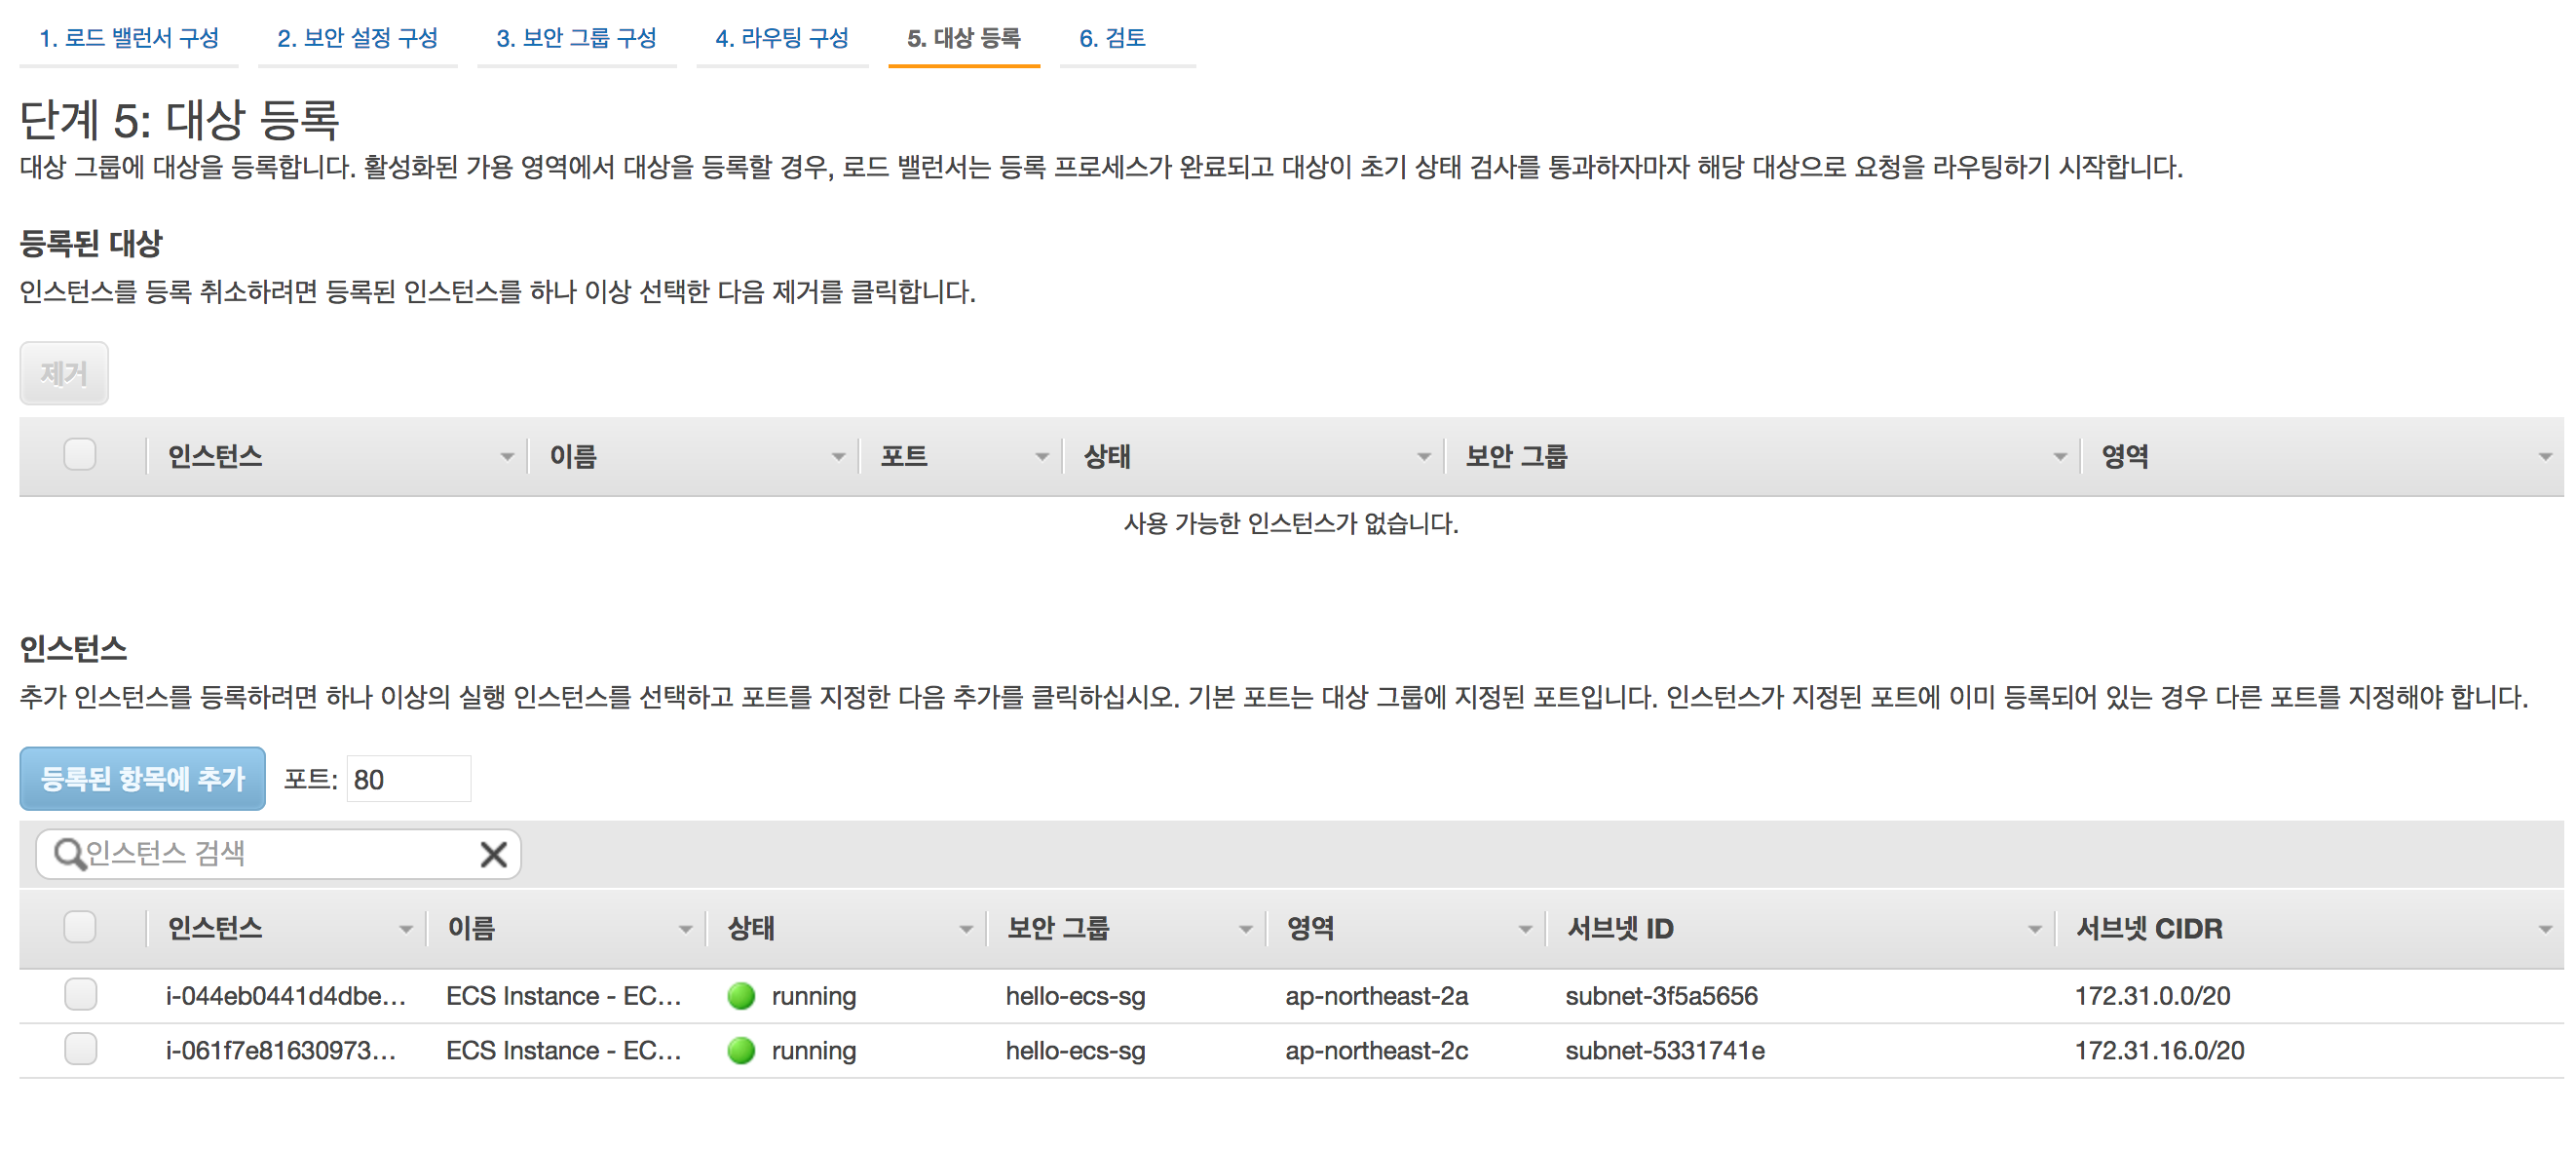 1. 로드 밸런서 구성 2. 보안 설정 구성 3. 보안 그룹 구성 4. 라우팅 구성 5. 대상 등록 6. 검토
단계 5: 대상 등록
대상 그룹에 대상을 등록합니다. 활성화된 가용 영역에서 대상을 등록할 경우, 로드 밸런서는 등록 프로세스가 완료되고 대상이 초기 상태 검사를 통과하자마자 해당 대상으로 요청을 라우팅하기 시작합니다.
등록된 대상
인스턴스를 등록 취소하려면 등록된 인스턴스를 하나 이상 선택한 다음 제거를 클릭합니다.
제거
인스턴스 이름 포트 상태 보안 그룹 영역
사용 가능한 인스턴스가 없습니다.
인스턴스
추가 인스턴스를 등록하려면 하나 이상의 실행 인스턴스를 선택하고 포트를 지정한 다음 추가를 클릭하십시오. 기본 포트는 대상 그룹에 지정된 포트입니다. 인스턴스가 지정된 포트에 이미 등록되어 있는 경우 다른 포트를 지정해야 합니다.
등록된 항목에 추가 포트: 80
인스턴스 검색
인스턴스 이름 상태 보안 그룹 영역 서브넷 ID 서브넷 CIDR
i-044eb0441d4dbe... ECS Instance - EC... running hello-ecs-sg ap-northeast-2a subnet-3f5a5656 172.31.0.0/20
i-061f7e81630973... ECS Instance - EC... running hello-ecs-sg ap-northeast-2c subnet-5331741e 172.31.16.0/20